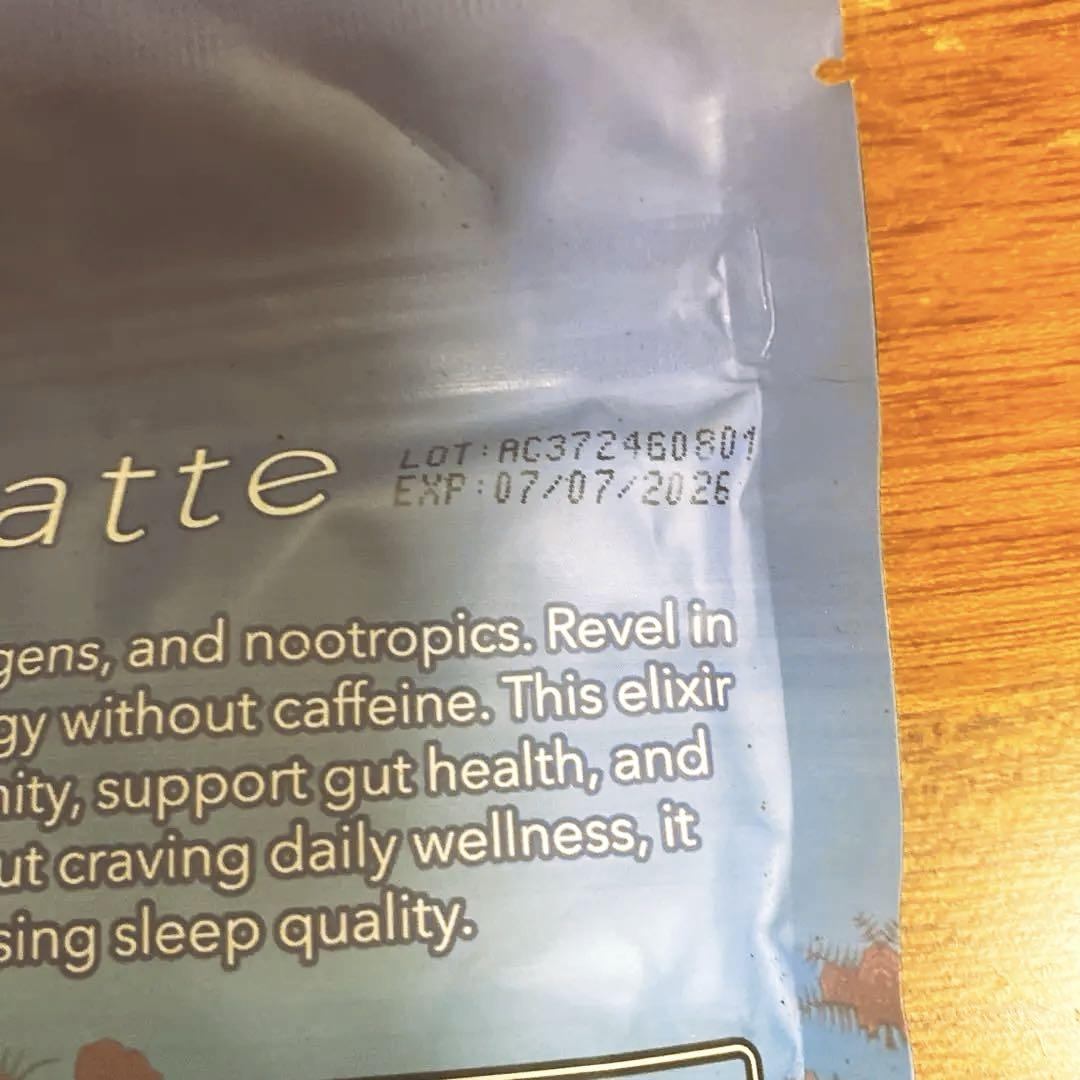 atte
LOT:AC372460801
EXP:07/07/2026
gens, and nootropics. Revel in
gy without caffeine. This elixir
nity, support gut health, and
ut craving daily wellness, it
sing sleep quality.